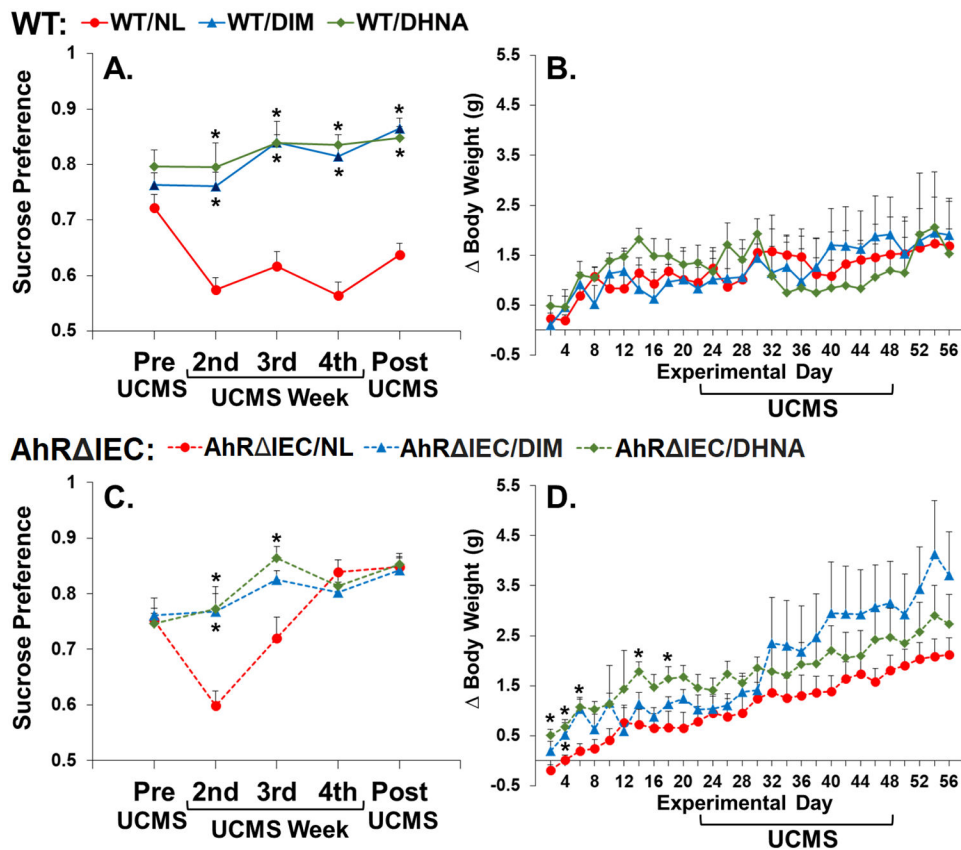 WT: WT/NL WT/DIM WT/DHNA
A.
Sucrose Preference
1
0.9
0.8
0.7
0.6
0.5
* * * *
* * * *
Pre UCMS 2nd 3rd 4th Post UCMS
UCMS Week
B.
Δ Body Weight (g)
5.5
4.5
3.5
2.5
1.5
0.5
-0.5
0 4 8 12 16 20 24 28 32 36 40 44 48 52 56
Experimental Day
UCMS
AhRΔIEC: AhRΔIEC/NL AhRΔIEC/DIM AhRΔIEC/DHNA
C.
Sucrose Preference
1
0.9
0.8
0.7
0.6
0.5
* *
*
Pre UCMS 2nd 3rd 4th Post UCMS
UCMS Week
D.
Δ Body Weight (g)
5.5
4.5
3.5
2.5
1.5
0.5
-0.5
* * * * *
*
0 4 8 12 16 20 24 28 32 36 40 44 48 52 56
Experimental Day
UCMS